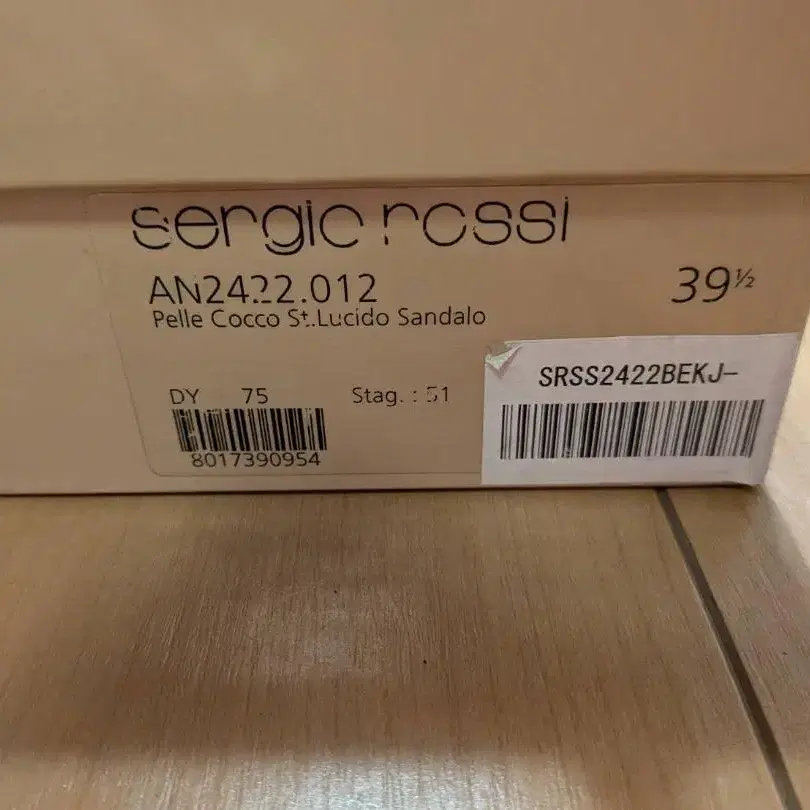 sergio rossi
AN2422.012
39½
Pelle Cocco St.Lucido Sandalo
SRSS2422BEKJ-
DY 75 Stag. : 51
8017390954